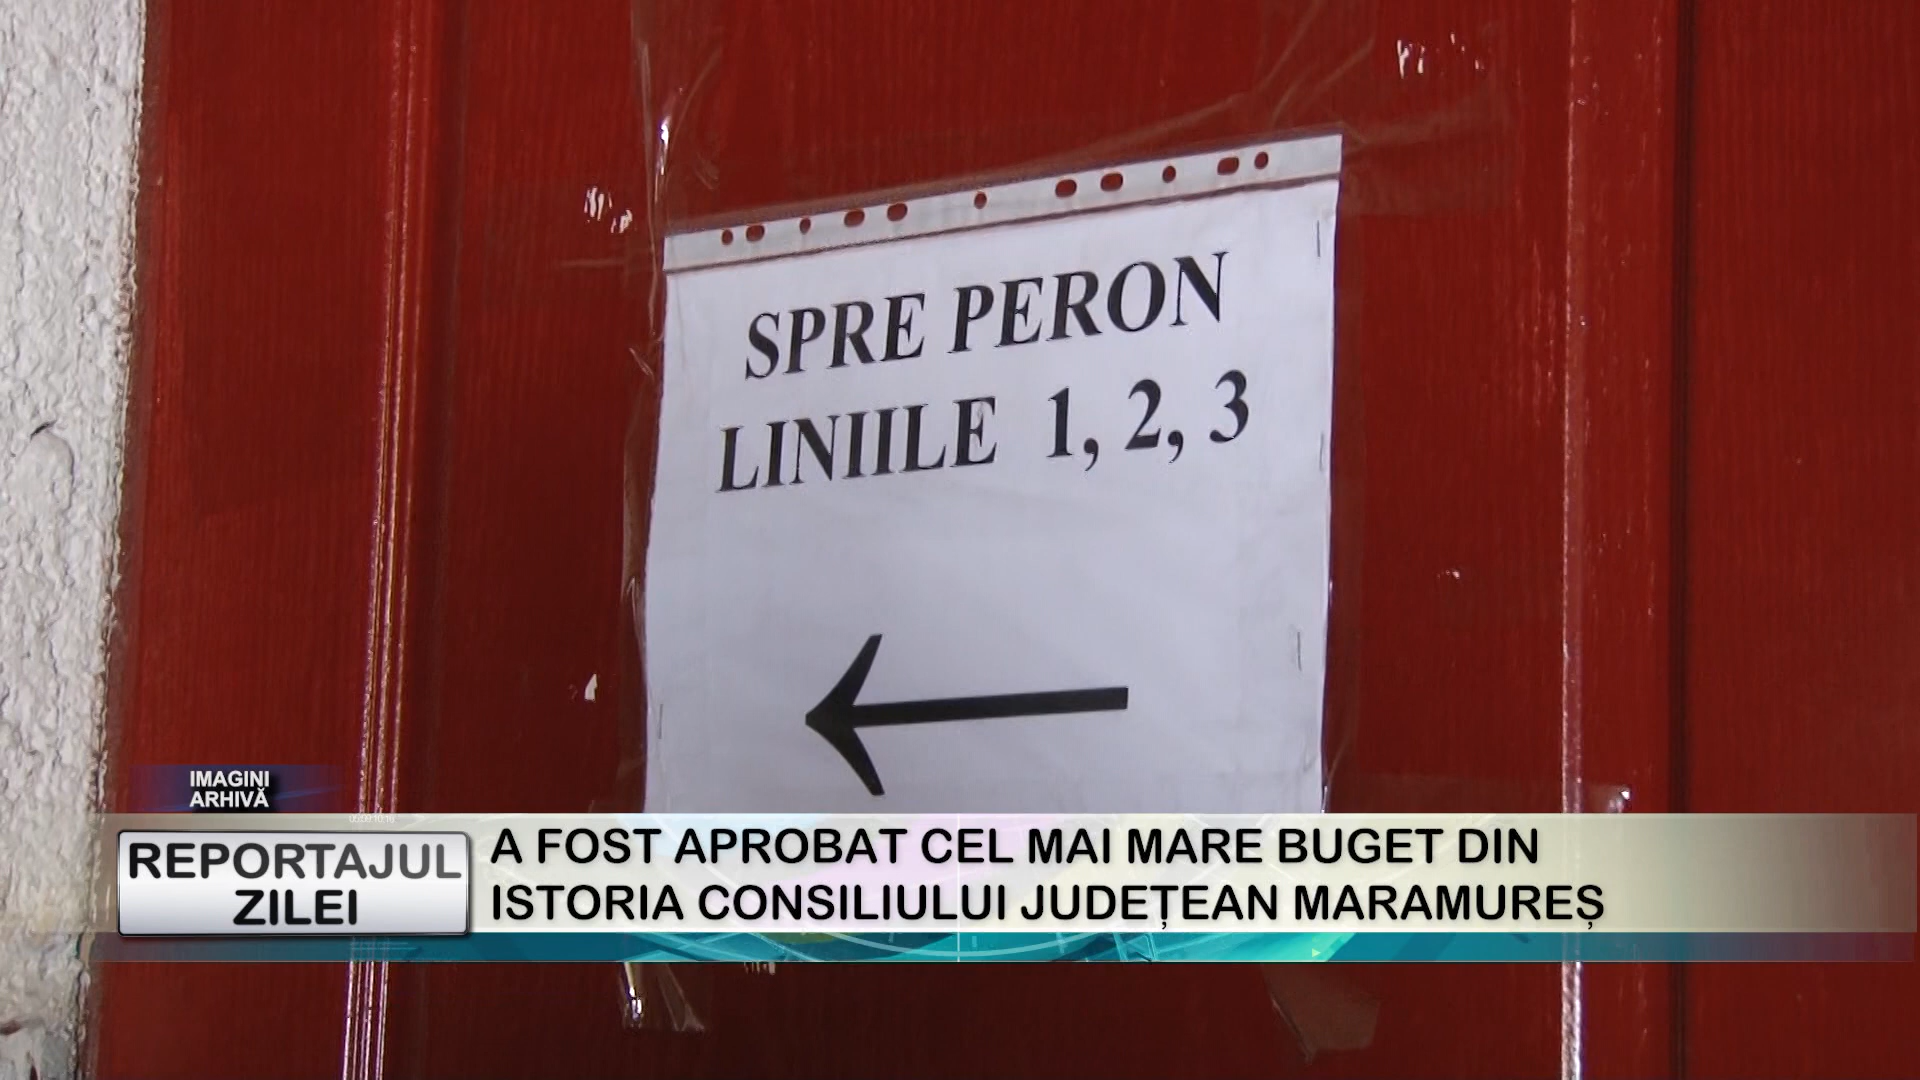 SPRE PERON
LINIILE 1, 2, 3
IMAGINI
ARHIVĂ
REPORTAJUL
ZILEI
A FOST APROBAT CEL MAI MARE BUGET DIN
ISTORIA CONSILIULUI JUDEȚEAN MARAMUREȘ